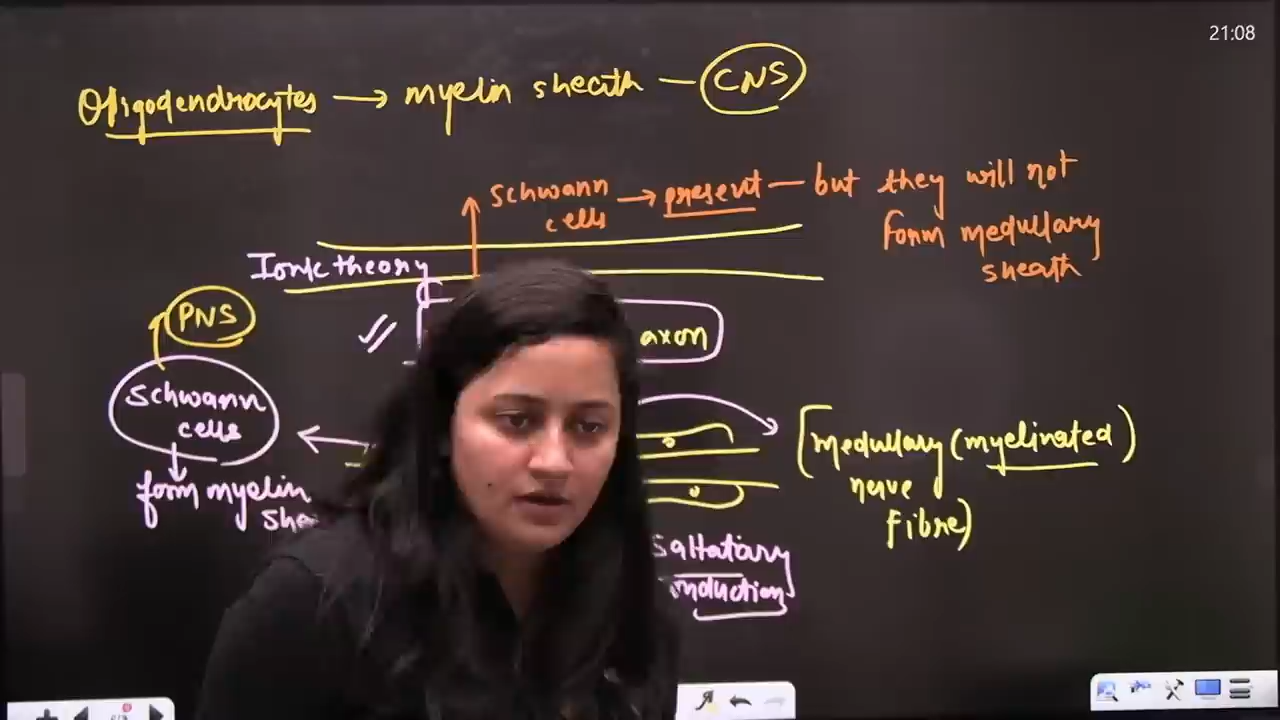 21:08
Oligodendrocytes → myelin sheath — CNS
Schwann cells → present — but they will not
form medullary
sheath
Ionic theory
PNS
axon
Schwann
cells
form myelin
Medullary (myelinated)
nerve
fibre)
Saltatory
conduction